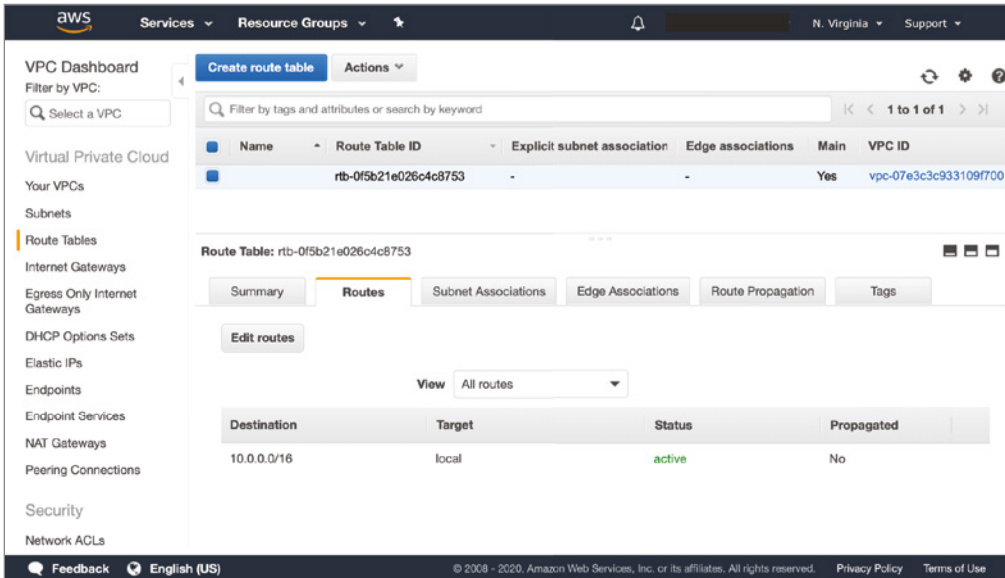 aws Services Resource Groups N. Virginia Support
VPC Dashboard
Filter by VPC:
Select a VPC
Virtual Private Cloud
Your VPCs
Subnets
Route Tables
Internet Gateways
Egress Only Internet
Gateways
DHCP Options Sets
Elastic IPs
Endpoints
Endpoint Services
NAT Gateways
Peering Connections
Security
Network ACLs
Create route table Actions
Filter by tags and attributes or search by keyword 1 to 1 of 1
Name Route Table ID Explicit subnet association Edge associations Main VPC ID
rtb-0f5b21e026c4c8753 - - Yes vpc-07e3c3c933109f700
Route Table: rtb-0f5b21e026c4c8753
Summary Routes Subnet Associations Edge Associations Route Propagation Tags
Edit routes
View All routes
Destination Target Status Propagated
10.0.0.0/16 local active No
Feedback English (US) © 2008 - 2020, Amazon Web Services, Inc. or its affiliates. All rights reserved. Privacy Policy Terms of Use